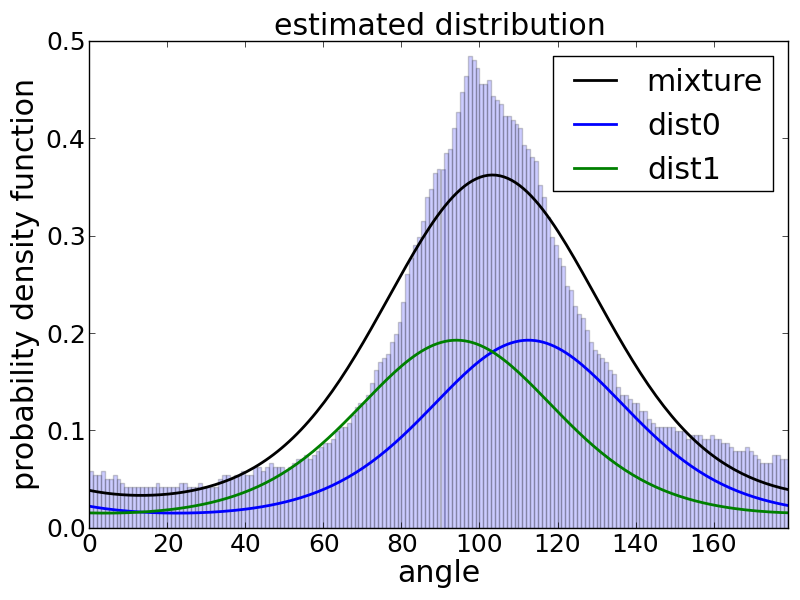 estimated distribution
0.5
0.4
0.3
0.2
0.1
0.0
probability density function
mixture
dist0
dist1
0 20 40 60 80 100 120 140 160
angle